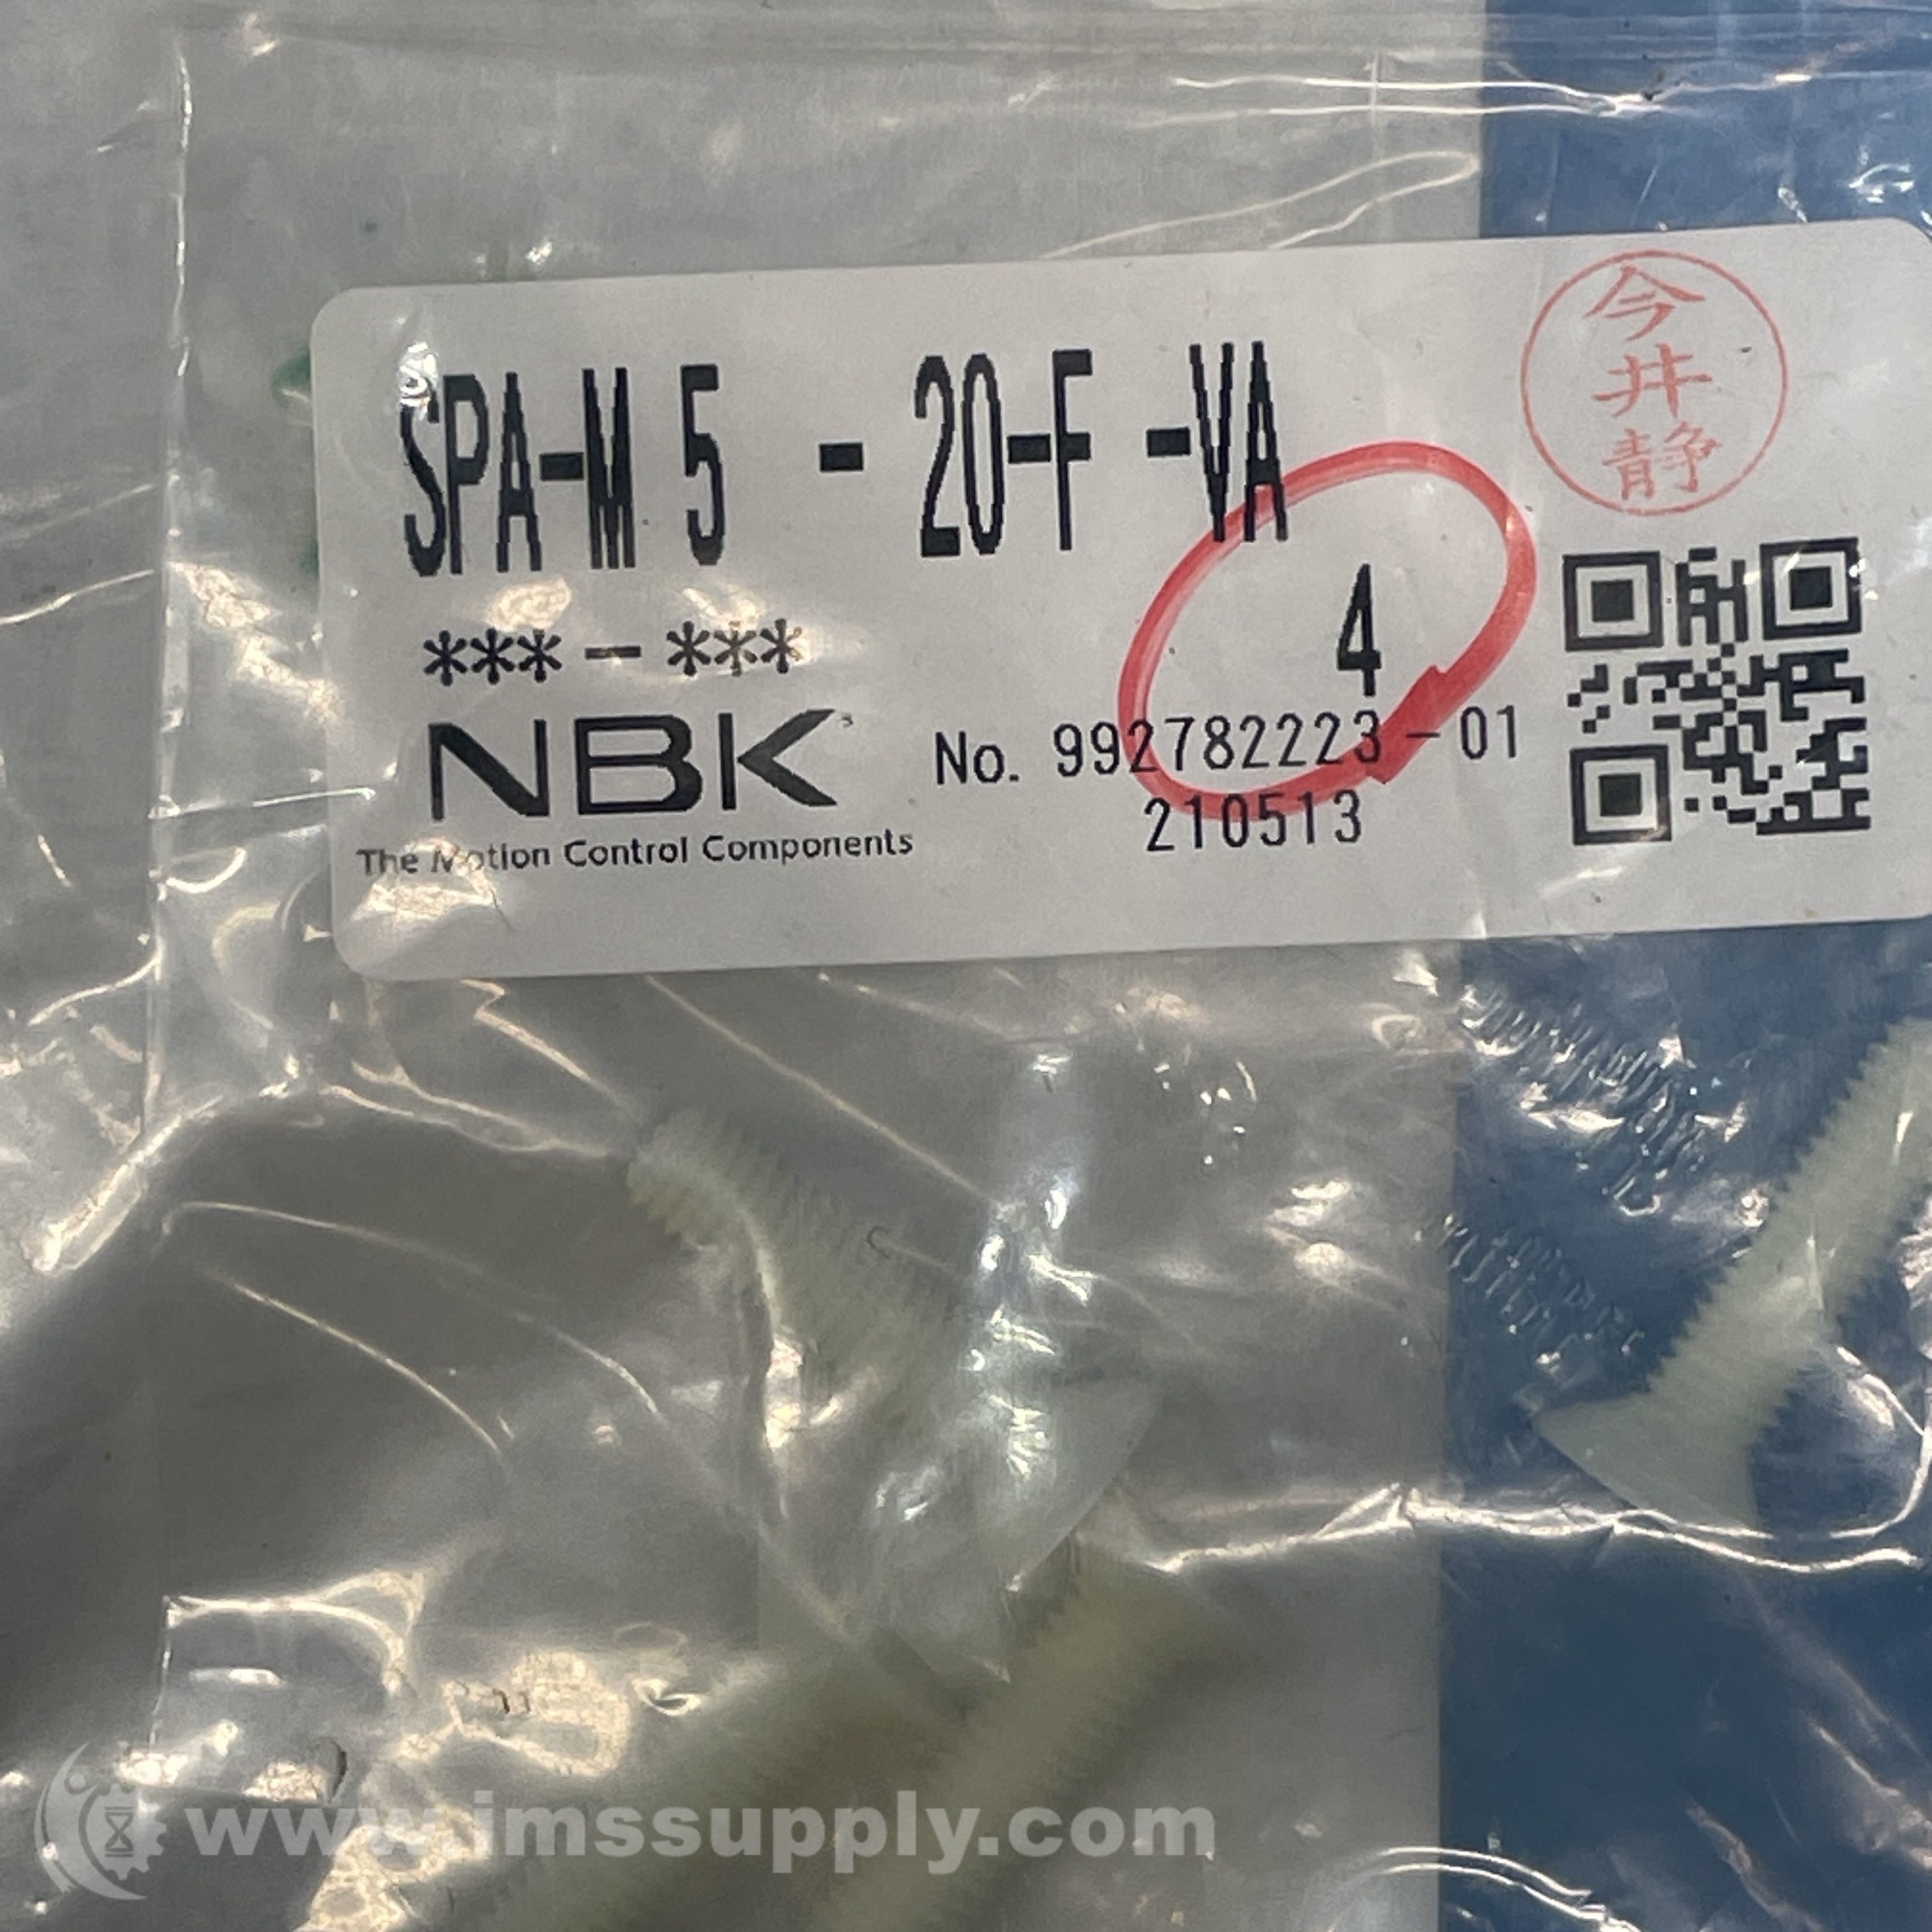 SPA-M 5 - 20-F -VA
今井静
4
***-***
NBK
No. 992782223-01
The Motion Control Components
210513
www.imssupply.com